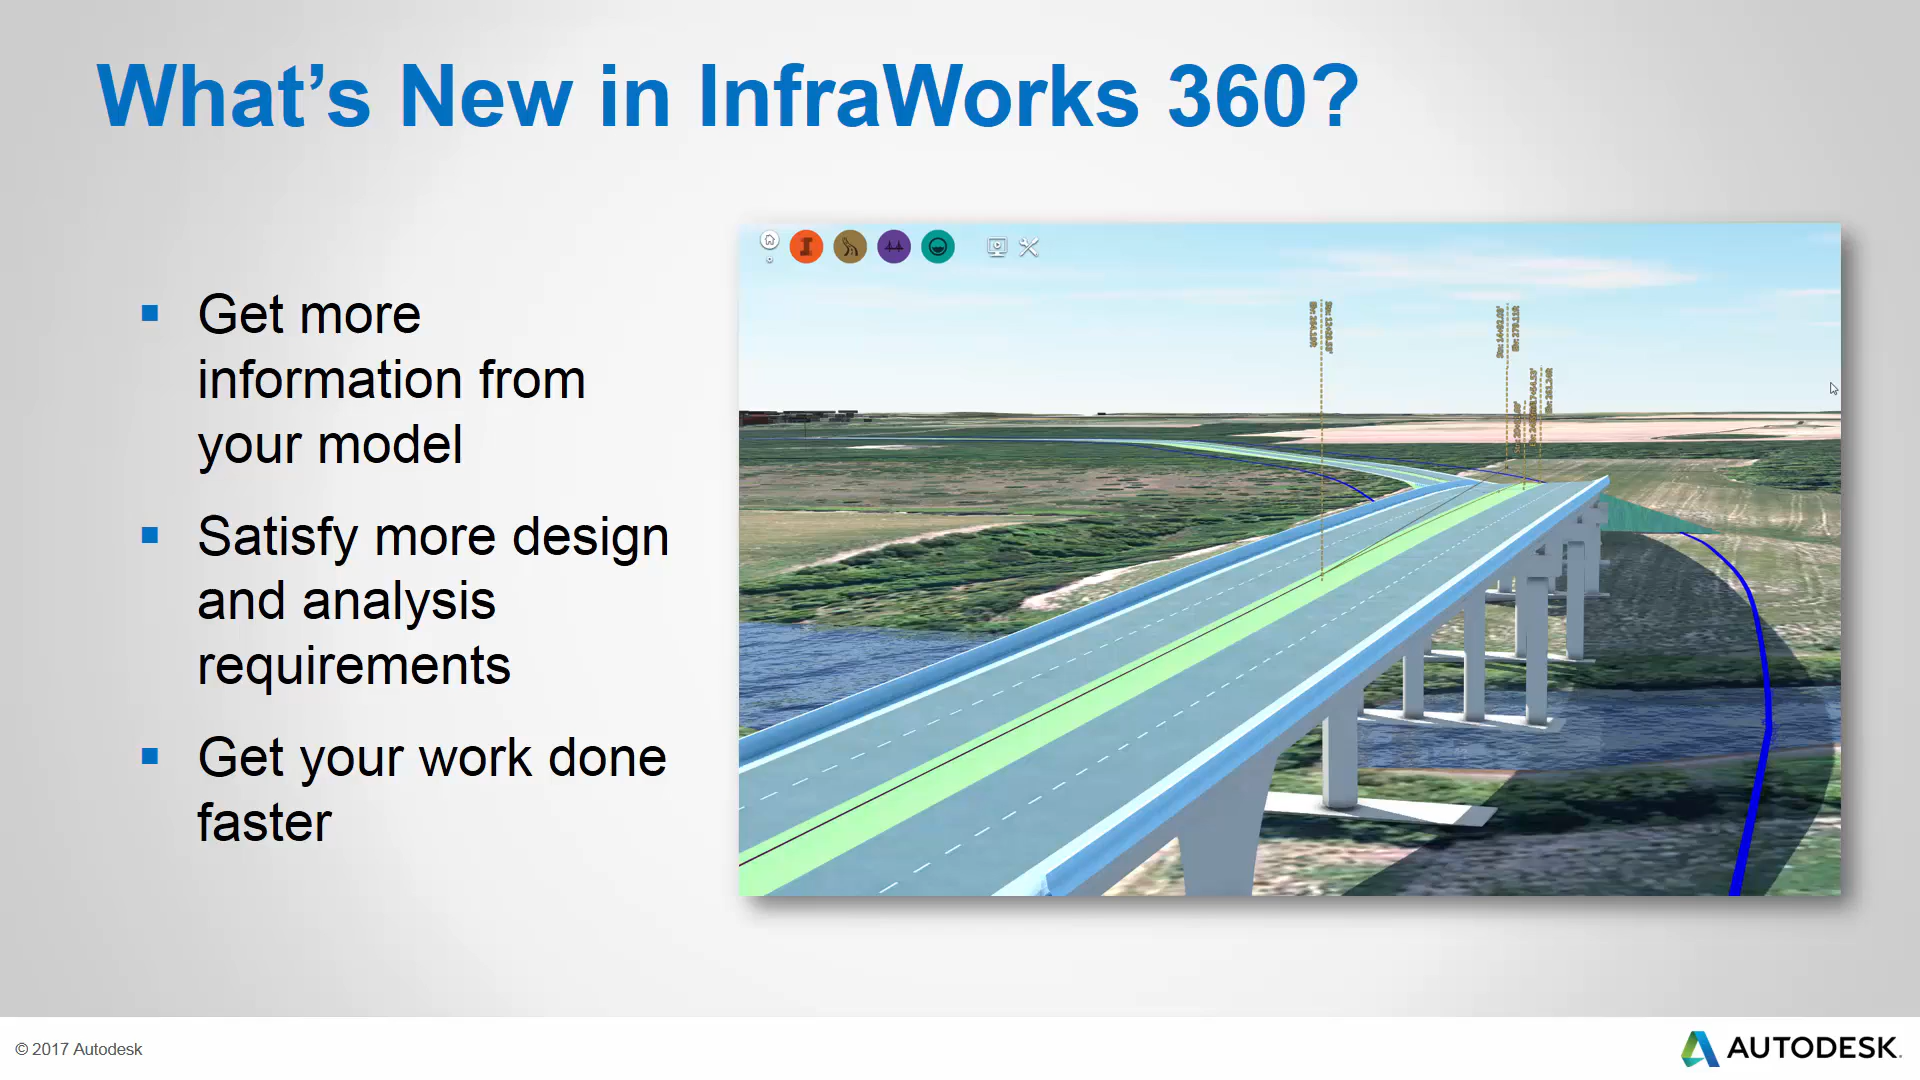 What's New in InfraWorks 360?
Get more
information from
your model
Satisfy more design
and analysis
requirements
Get your work done
faster
© 2017 Autodesk
AUTODESK.